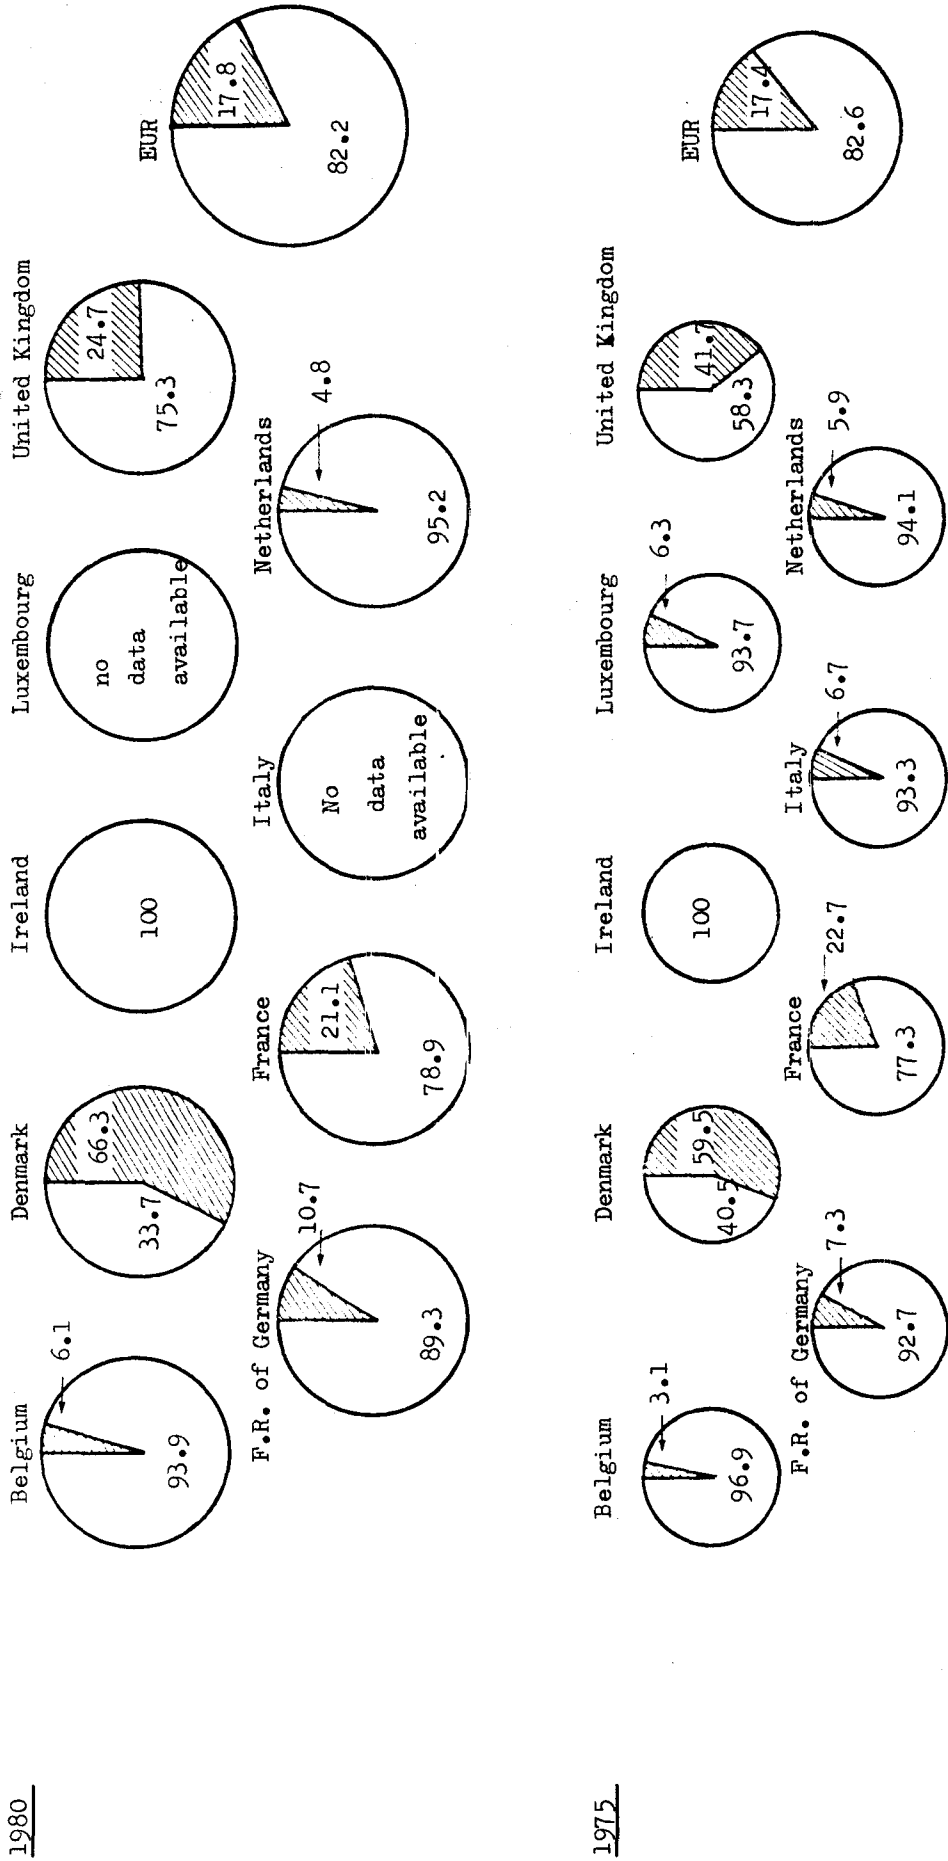 1980
Belgium
6.1
93.9
Denmark
66.3
33.7
Ireland
100
Luxembourg
no
data
available
United Kingdom
24.7
75.3
EUR
17.8
82.2
F.R. of Germany
10.7
89.3
France
21.1
78.9
Italy
No
data
available
Netherlands
4.8
95.2
1975
Belgium
3.1
96.9
Denmark
59.5
40.5
Ireland
100
Luxembourg
6.3
93.7
United Kingdom
41.7
58.3
EUR
17.4
82.6
F.R. of Germany
7.3
92.7
France
22.7
77.3
Italy
6.7
93.3
Netherlands
5.9
94.1